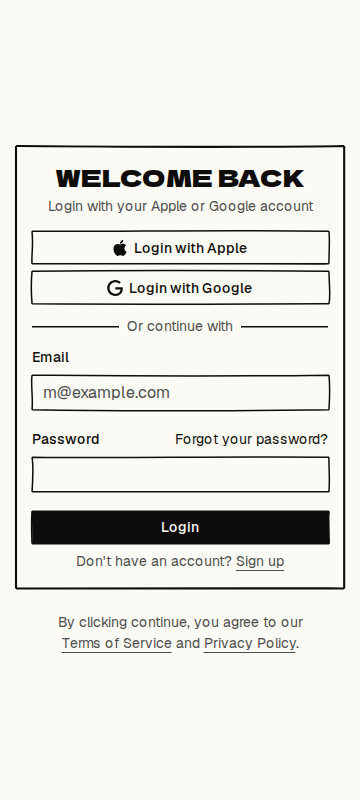 WELCOME BACK
Login with your Apple or Google account
Login with Apple
Login with Google
Or continue with
Email
m@example.com
Password
Forgot your password?
Login
Don't have an account? Sign up
By clicking continue, you agree to our
Terms of Service and Privacy Policy.